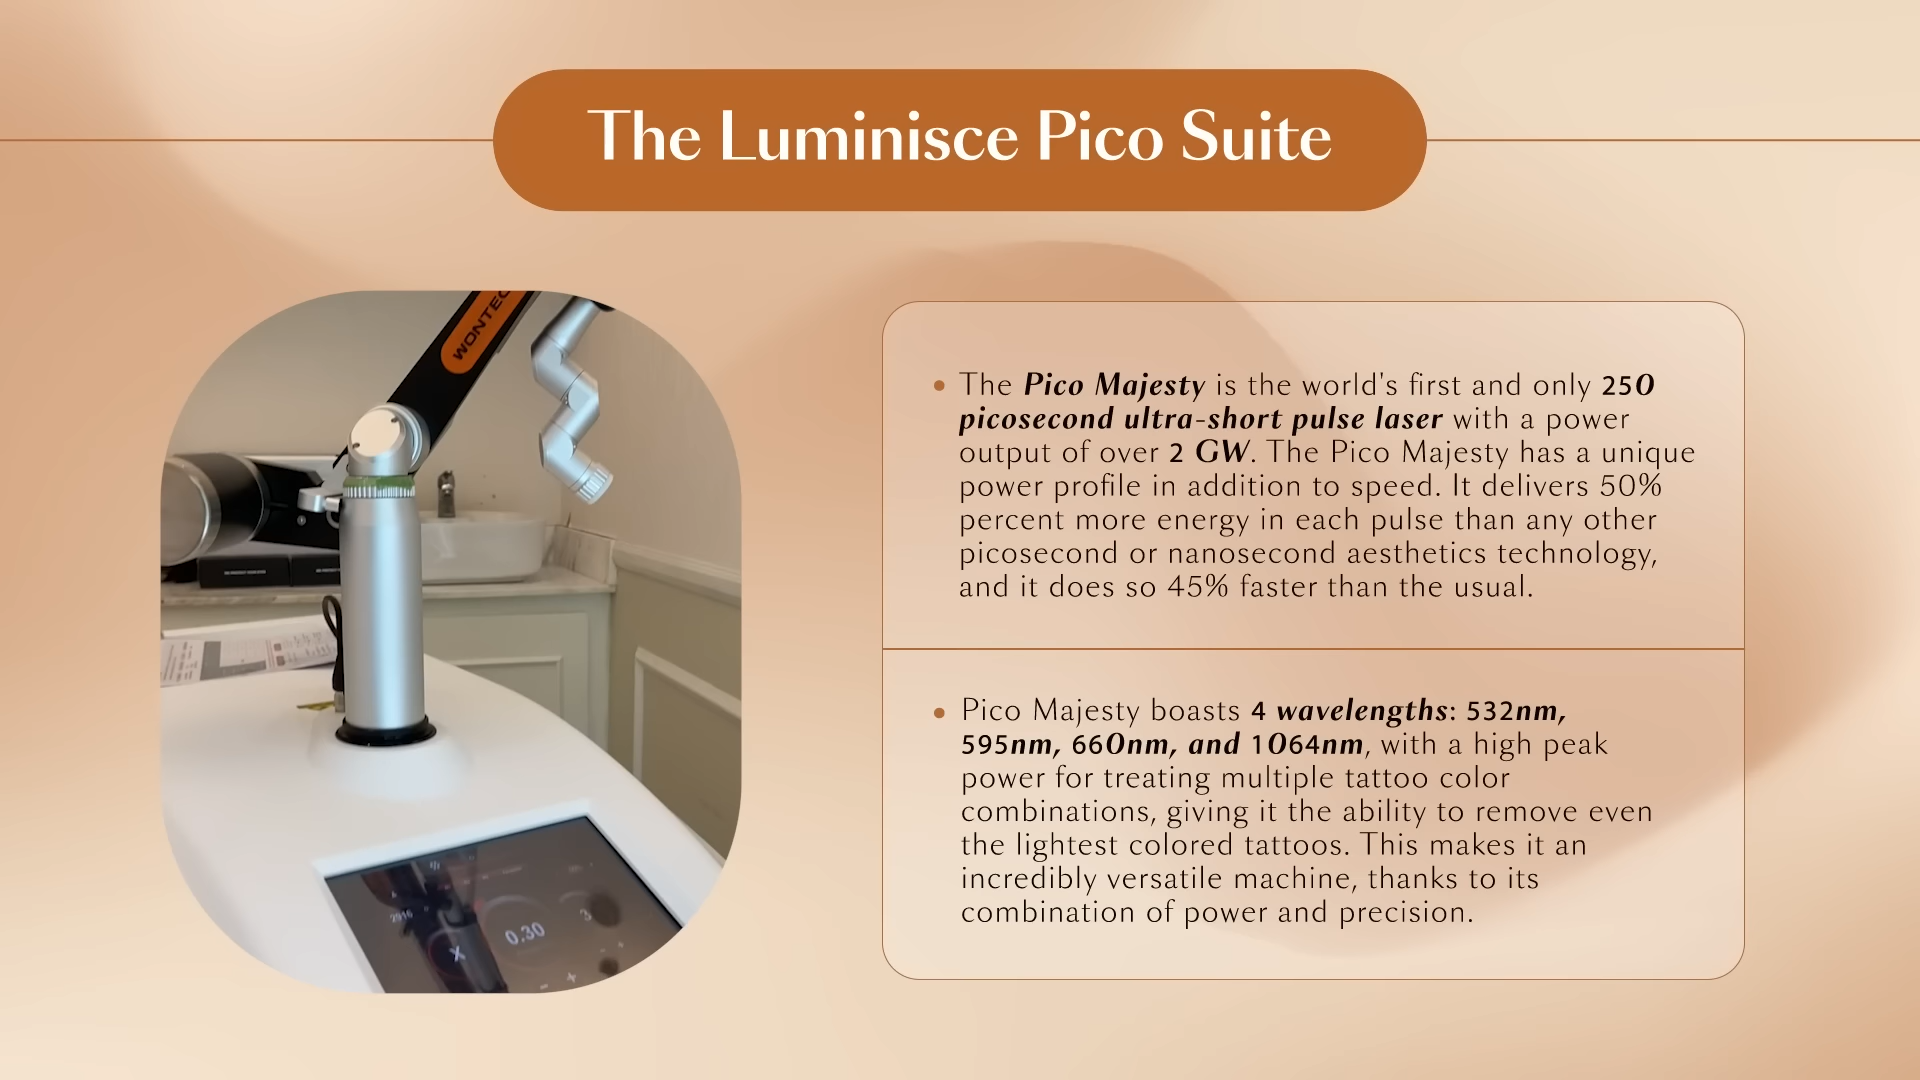 The Luminisce Pico Suite
WONTEC
The Pico Majesty is the world's first and only 250
picosecond ultra-short pulse laser with a power
output of over 2 GW. The Pico Majesty has a unique
power profile in addition to speed. It delivers 50%
percent more energy in each pulse than any other
picosecond or nanosecond aesthetics technology,
and it does so 45% faster than the usual.
Pico Majesty boasts 4 wavelengths: 532nm,
595nm, 660nm, and 1064nm, with a high peak
power for treating multiple tattoo color
combinations, giving it the ability to remove even
the lightest colored tattoos. This makes it an
incredibly versatile machine, thanks to its
combination of power and precision.
2916
0.30
3
X